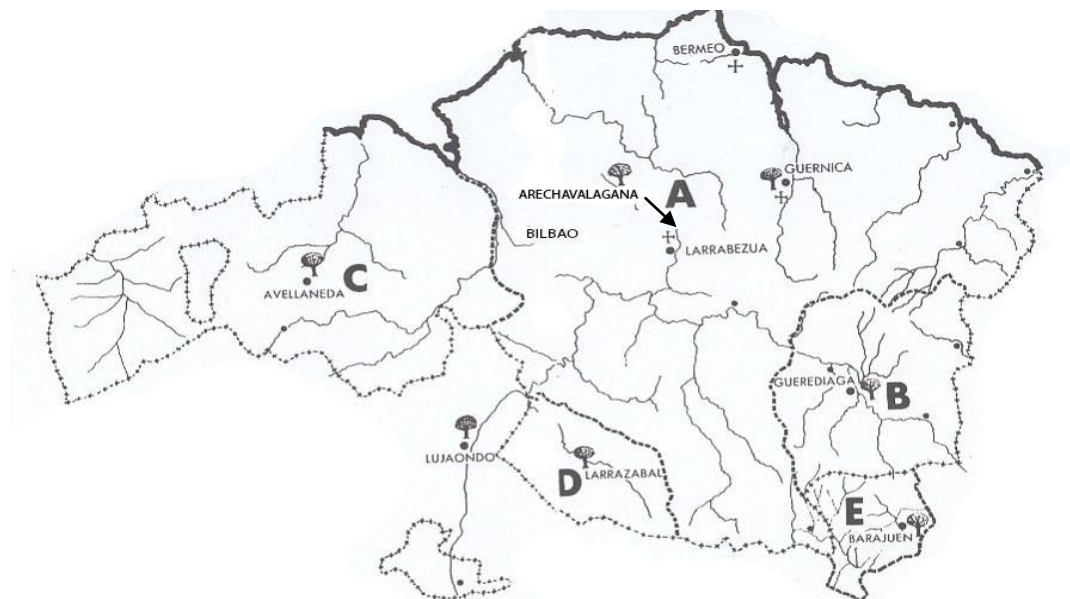 BERMEO
GUERNICA
ARECHAVALAGANA
A
BILBAO
LARRABEZUA
AVELLANEDA
C
GUEREDIAGA
B
LUJAONDO
D
LARRAZABAL
E
BARAJUEN